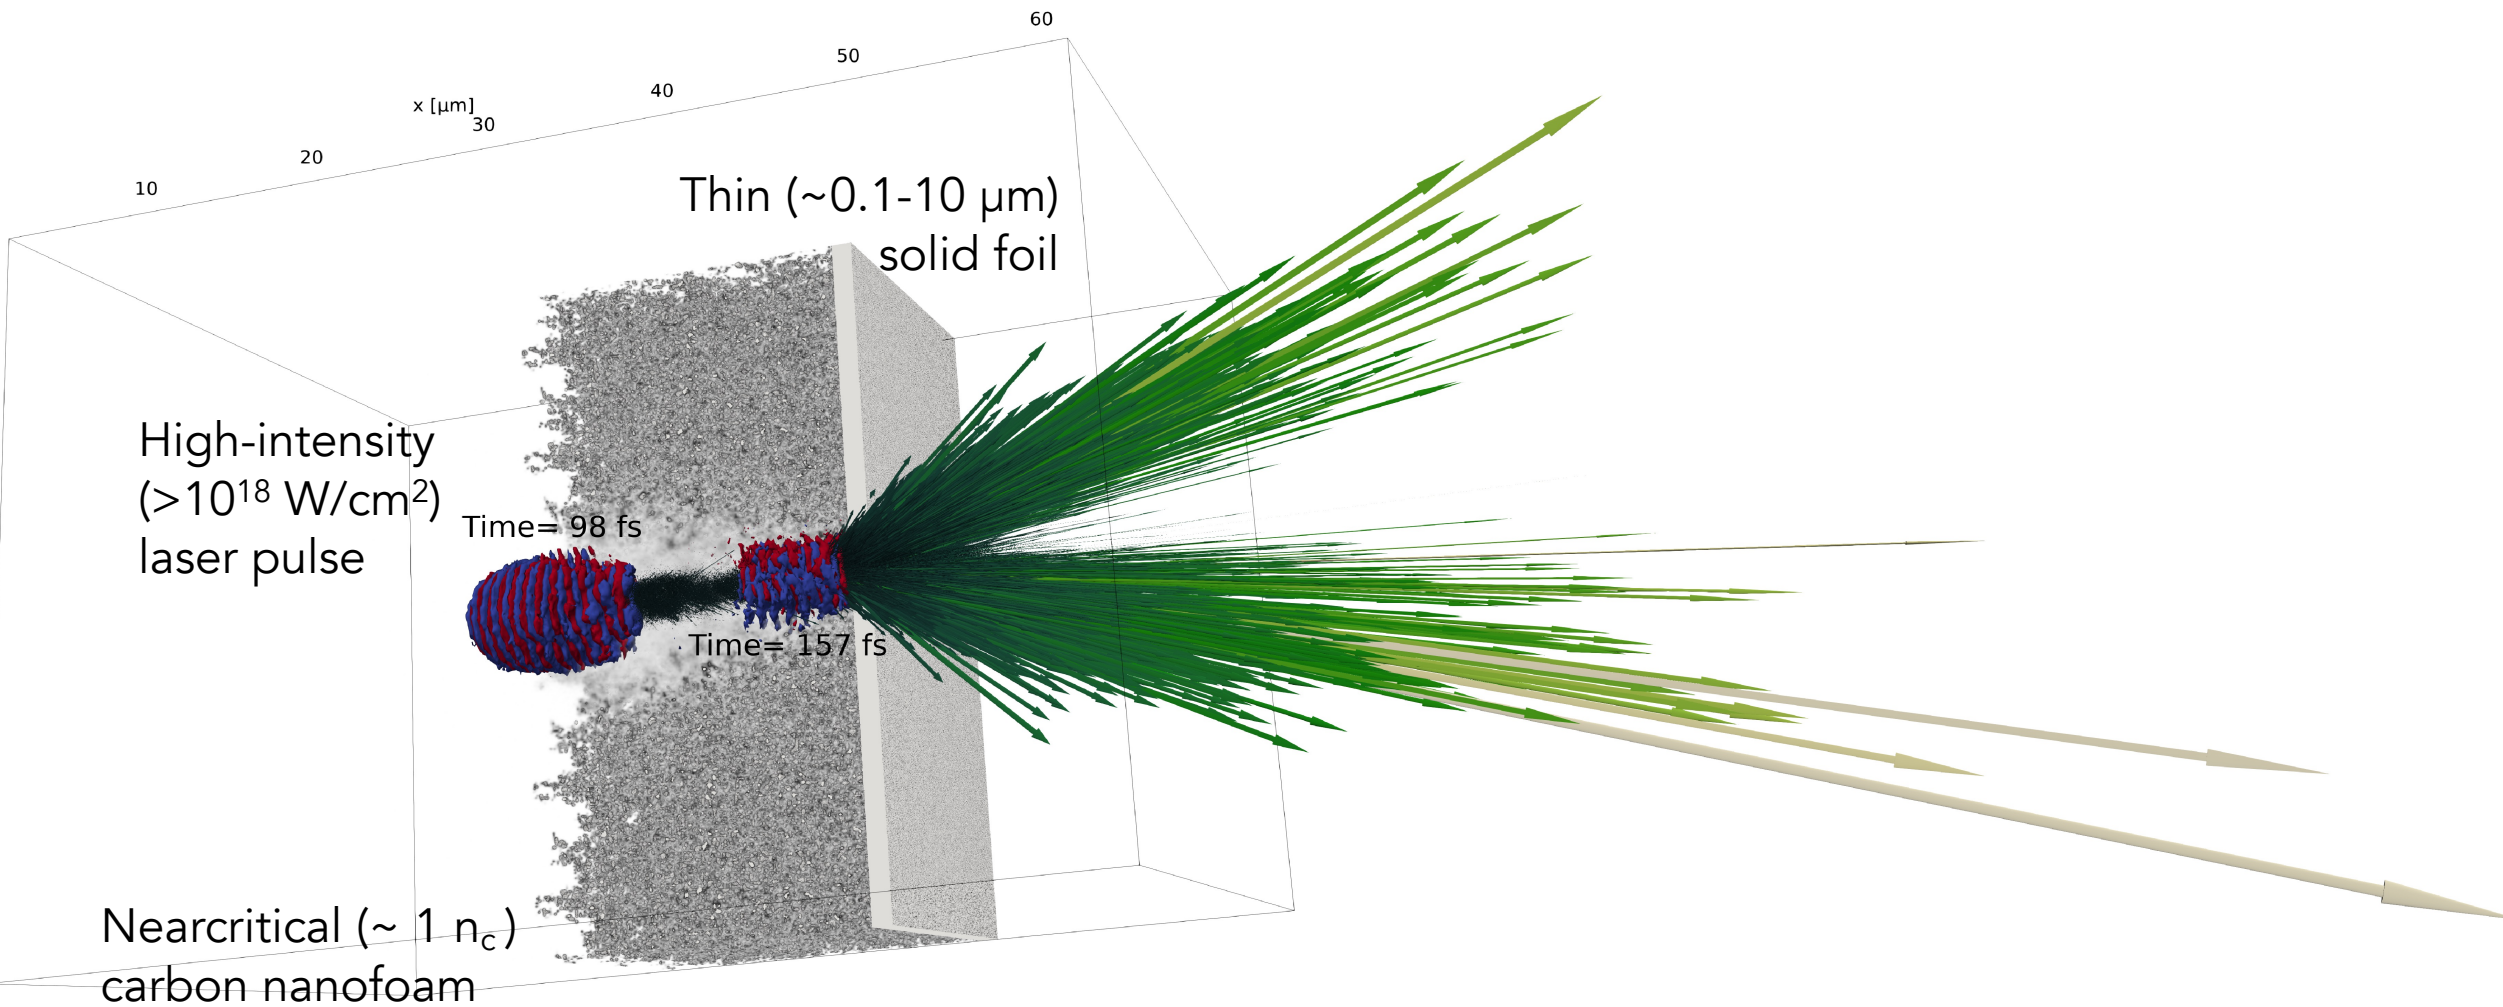 60
50
40
x [µm]
30
20
10
Thin (~0.1-10 µm)
solid foil
High-intensity
(>10¹⁸ W/cm²)
laser pulse
Time= 98 fs
Time= 157 fs
Nearcritical (~ 1 n_c)
carbon nanofoam